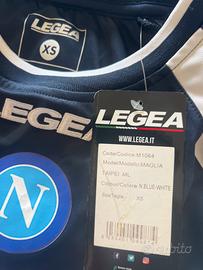 LEGEA
XS
LEGEA
WWW.LEGEA.IT
LEGEA
Code/Codice: M1064
Model/Modello: MAGLIA
TAIPEI ML
Colour/Colore: N.BLUE-WHITE
Size/Taglia: XS
N
subito